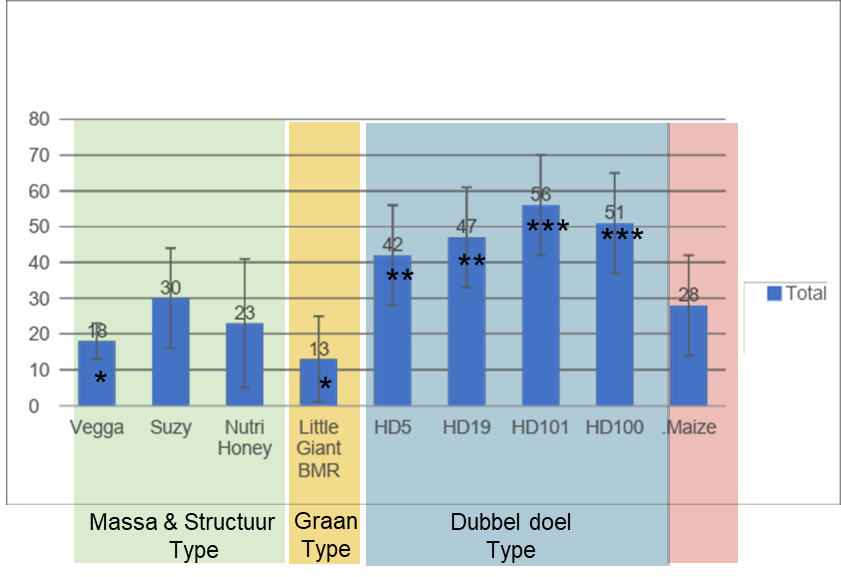 80
70
60
50
40
30
20
10
0
18
30
23
13
42
47
56
51
28
*
*
**
**
***
***
Total
Vegga
Suzy
Nutri
Honey
Little
Giant
BMR
HD5
HD19
HD101
HD100
.Maize
Massa & Structuur
Type
Graan
Type
Dubbel doel
Type